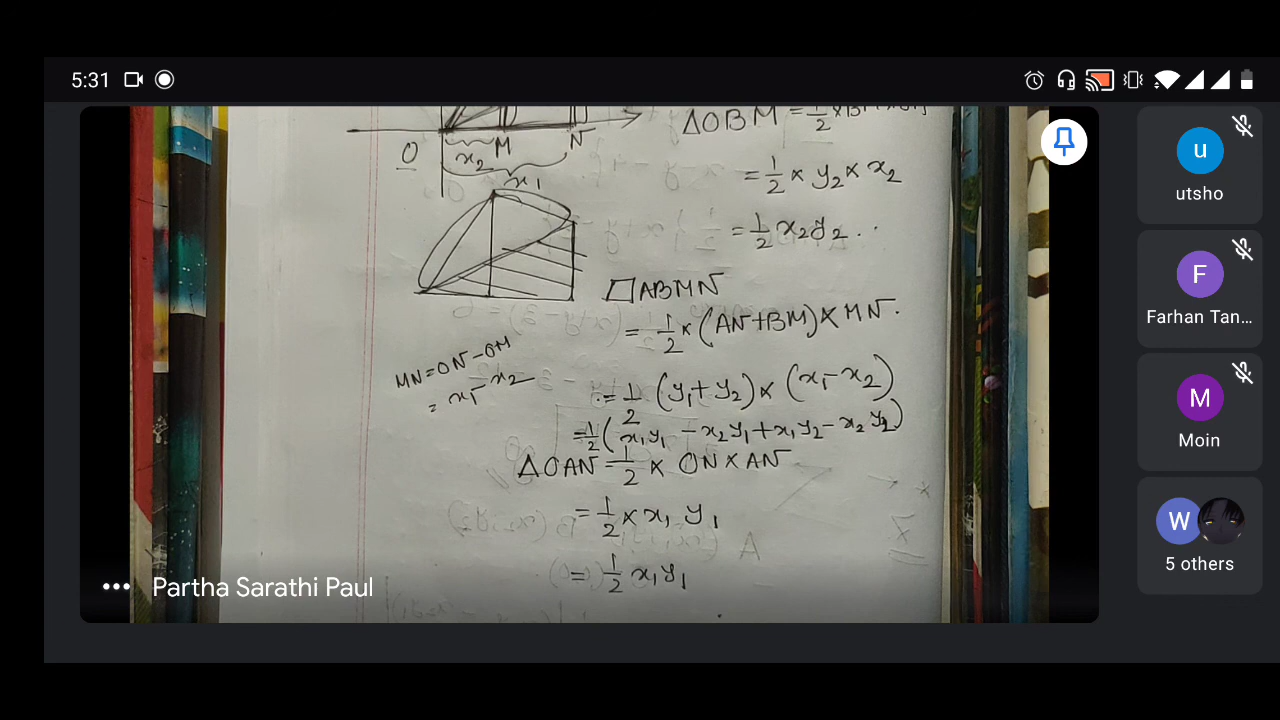 5:31
O x₂ M N
x₁
ΔOBM = 1/2 × BM × OM
= 1/2 × y₂ × x₂
= 1/2 x₂y₂ ..
▱ABMN
= 1/2 × (AN+BM) × MN.
MN = ON - OM
= x₁ - x₂
= 1/2 (y₁ + y₂) × (x₁ - x₂)
= 1/2 (x₁y₁ - x₂y₁ + x₁y₂ - x₂y₂)
ΔOAN = 1/2 × ON × AN
= 1/2 × x₁ y₁
= 1/2 x₁y₁
Partha Sarathi Paul
u
utsho
F
Farhan Tan...
M
Moin
W
5 others